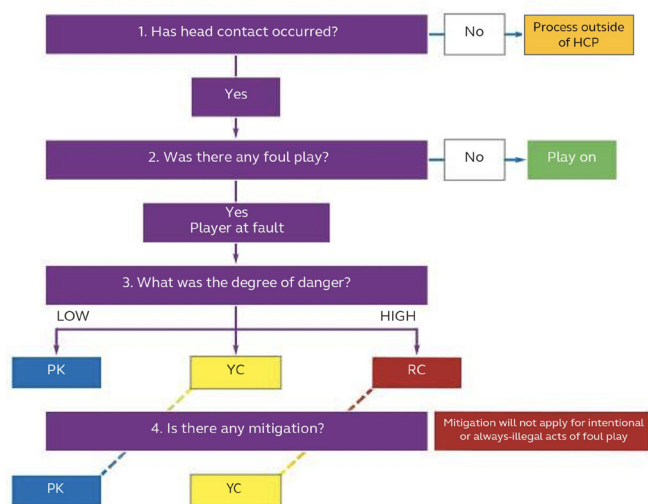 1. Has head contact occurred?
No
Process outside
of HCP
Yes
2. Was there any foul play?
No
Play on
Yes
Player at fault
3. What was the degree of danger?
LOW
HIGH
PK
YC
RC
4. Is there any mitigation?
Mitigation will not apply for intentional
or always-illegal acts of foul play
PK
YC